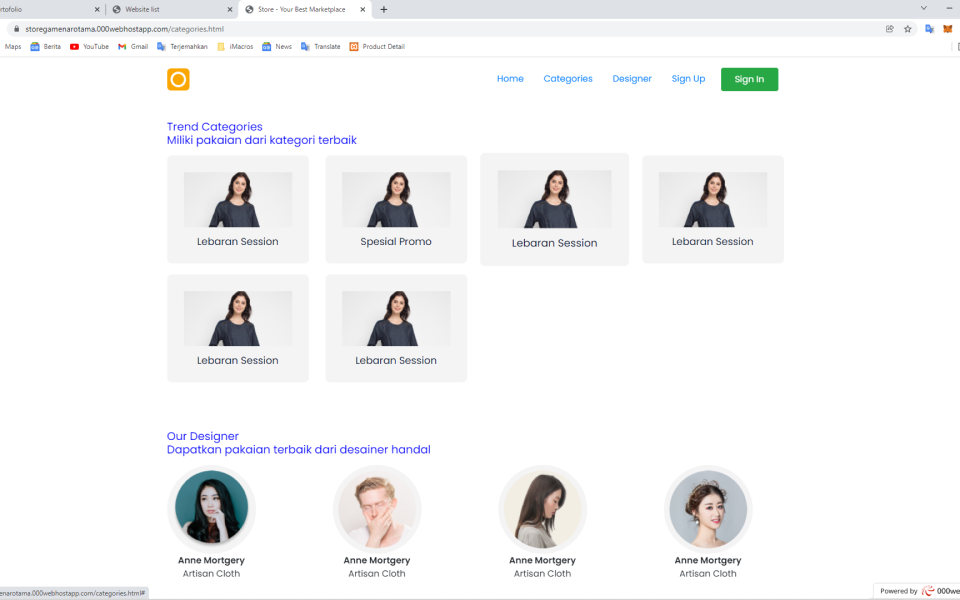 rtofolio
Website list
Store - Your Best Marketplace
storegamenarotama.000webhostapp.com/categories.html
Maps Berita YouTube Gmail Terjemahkan iMacros News Translate Product Detail
Home Categories Designer Sign Up Sign In
Trend Categories
Miliki pakaian dari kategori terbaik
Lebaran Session
Spesial Promo
Lebaran Session
Lebaran Session
Lebaran Session
Lebaran Session
Our Designer
Dapatkan pakaian terbaik dari desainer handal
Anne Mortgery
Artisan Cloth
Anne Mortgery
Artisan Cloth
Anne Mortgery
Artisan Cloth
Anne Mortgery
Artisan Cloth
enarotama.000webhostapp.com/categories.html#
Powered by 000we